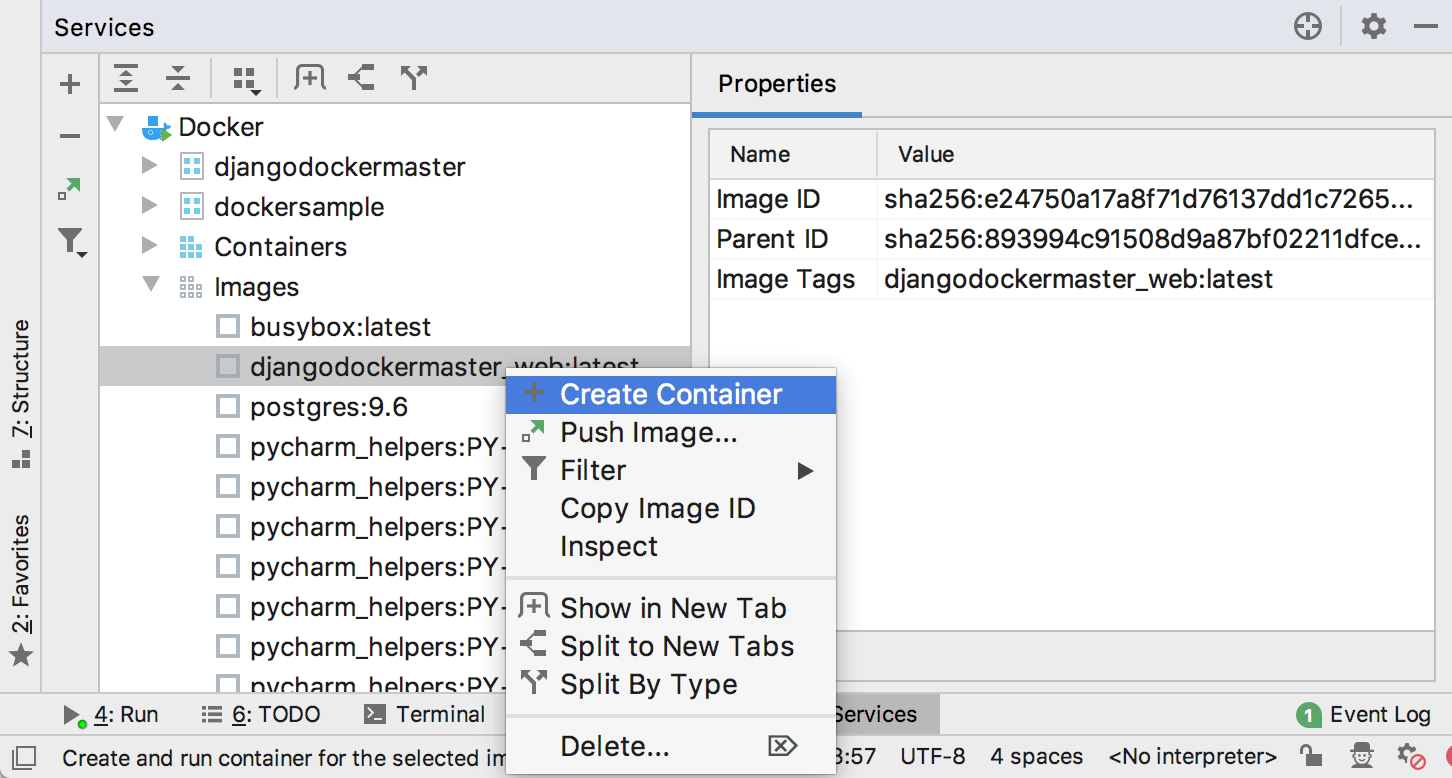 Services
Properties
Docker
djangodockermaster
dockersample
Containers
Images
busybox:latest
djangodockermaster_web:latest
postgres:9.6
pycharm_helpers:PY-
pycharm_helpers:PY-
pycharm_helpers:PY-
pycharm_helpers:PY-
pycharm_helpers:PY-
pycharm_helpers:PY-
pycharm_helpers:PY-
Name Value
Image ID sha256:e24750a17a8f71d76137dd1c7265...
Parent ID sha256:893994c91508d9a87bf02211dfce...
Image Tags djangodockermaster_web:latest
Create Container
Push Image...
Filter
Copy Image ID
Inspect
Show in New Tab
Split to New Tabs
Split By Type
Delete...
7: Structure
2: Favorites
4: Run 6: TODO Terminal Services 1 Event Log
Create and run container for the selected im 3:57 UTF-8 4 spaces <No interpreter>